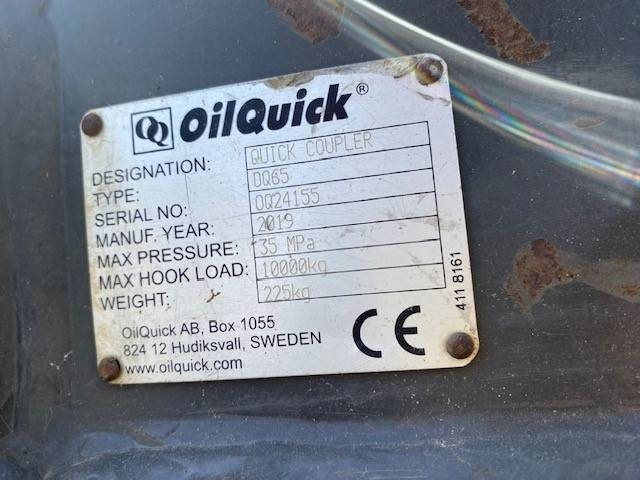 OQ OilQuick®
DESIGNATION: QUICK COUPLER
TYPE: OQ65
SERIAL NO: OQ24155
MANUF. YEAR: 2019
MAX PRESSURE: 35 MPa
MAX HOOK LOAD: 10000kg
WEIGHT: 225kg
OilQuick AB, Box 1055
824 12 Hudiksvall, SWEDEN
www.oilquick.com
CE
411 8161